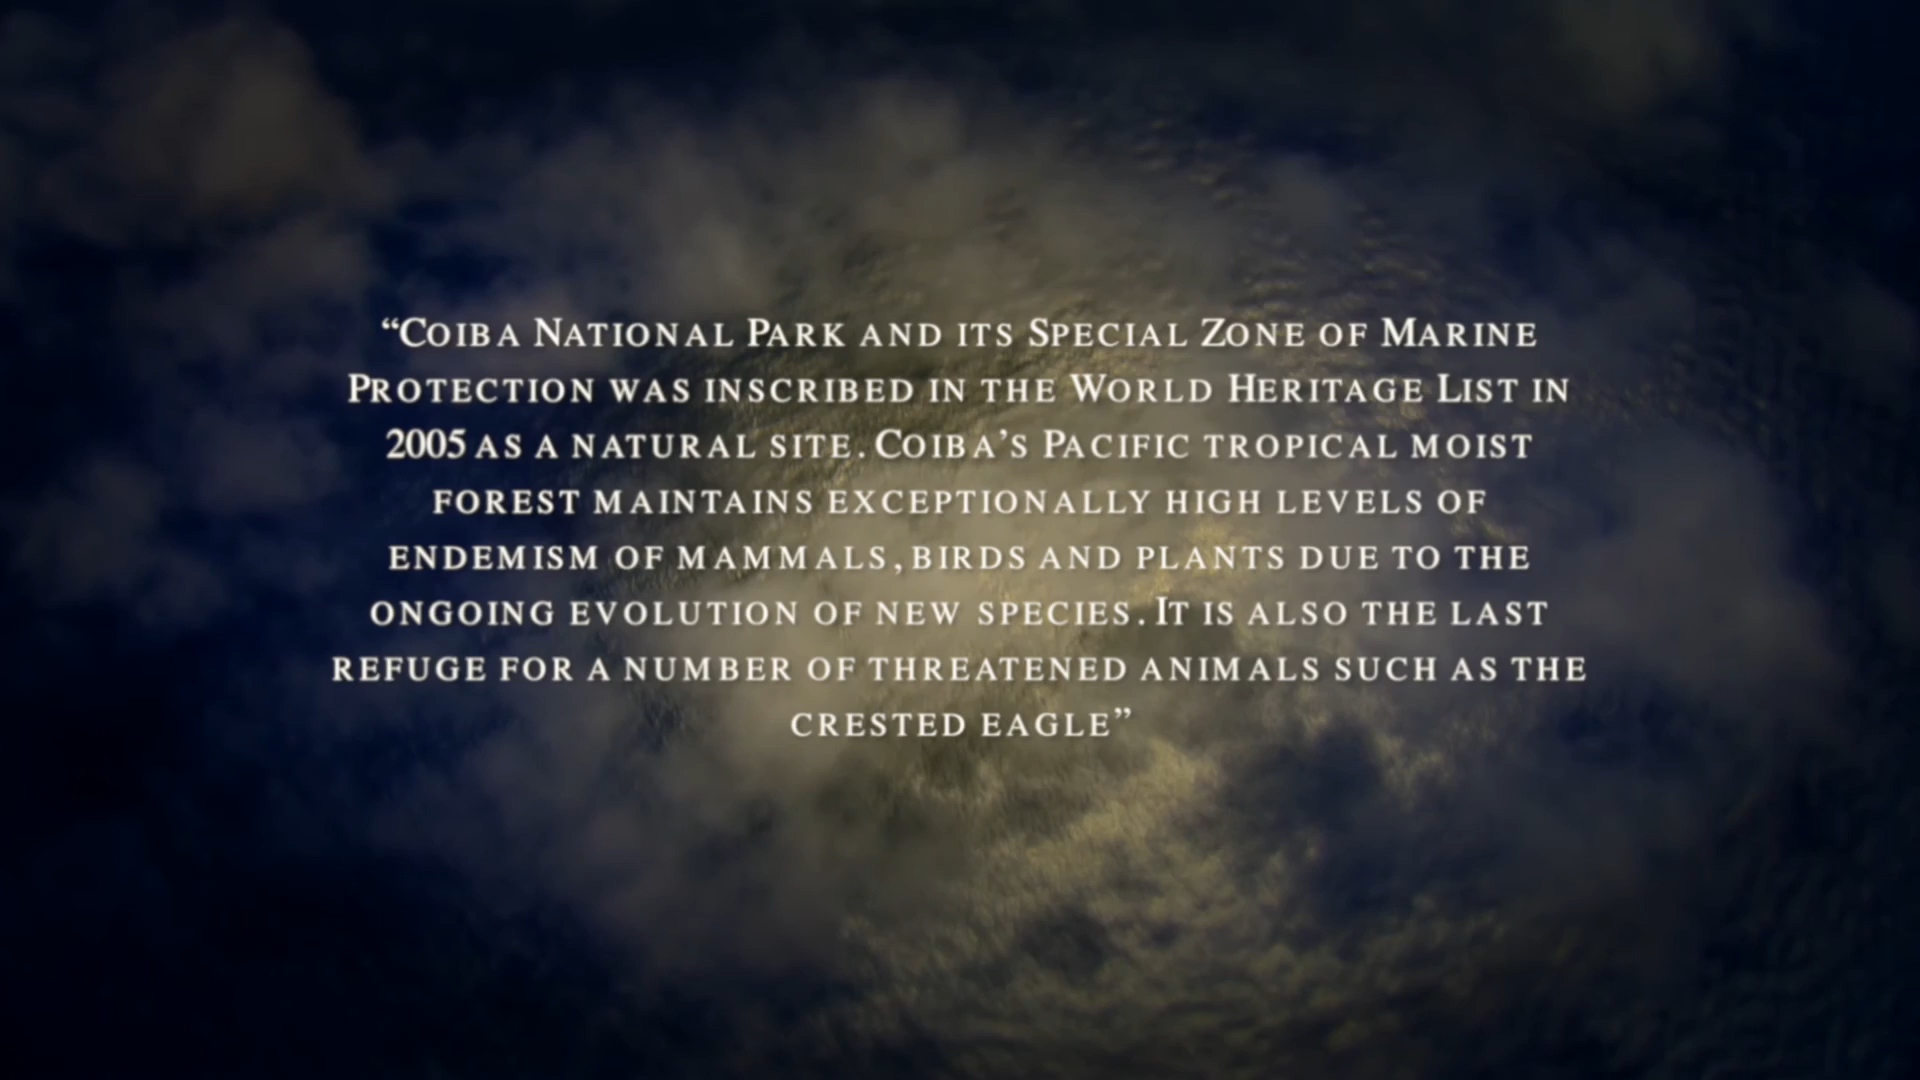 “Coiba National Park and its Special Zone of Marine
Protection was inscribed in the World Heritage List in
2005 as a natural site. Coiba’s Pacific tropical moist
forest maintains exceptionally high levels of
endemism of mammals, birds and plants due to the
ongoing evolution of new species. It is also the last
refuge for a number of threatened animals such as the
crested eagle”